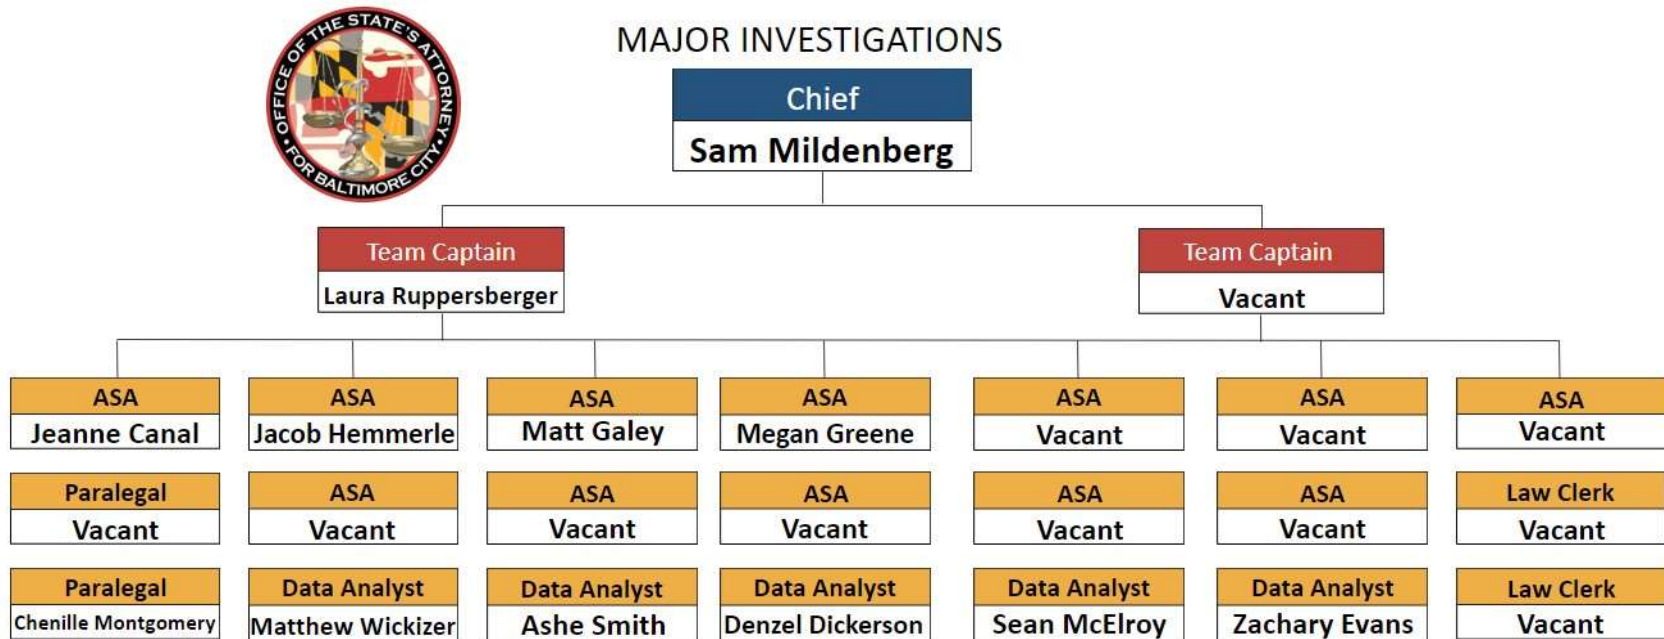 OFFICE OF THE STATE'S ATTORNEY
• FOR BALTIMORE CITY •
MAJOR INVESTIGATIONS
Chief
Sam Mildenberg
Team Captain
Laura Ruppersberger
Team Captain
Vacant
ASA
Jeanne Canal
ASA
Jacob Hemmerle
ASA
Matt Galey
ASA
Megan Greene
ASA
Vacant
ASA
Vacant
ASA
Vacant
Paralegal
Vacant
ASA
Vacant
ASA
Vacant
ASA
Vacant
ASA
Vacant
ASA
Vacant
Law Clerk
Vacant
Paralegal
Chenille Montgomery
Data Analyst
Matthew Wickizer
Data Analyst
Ashe Smith
Data Analyst
Denzel Dickerson
Data Analyst
Sean McElroy
Data Analyst
Zachary Evans
Law Clerk
Vacant